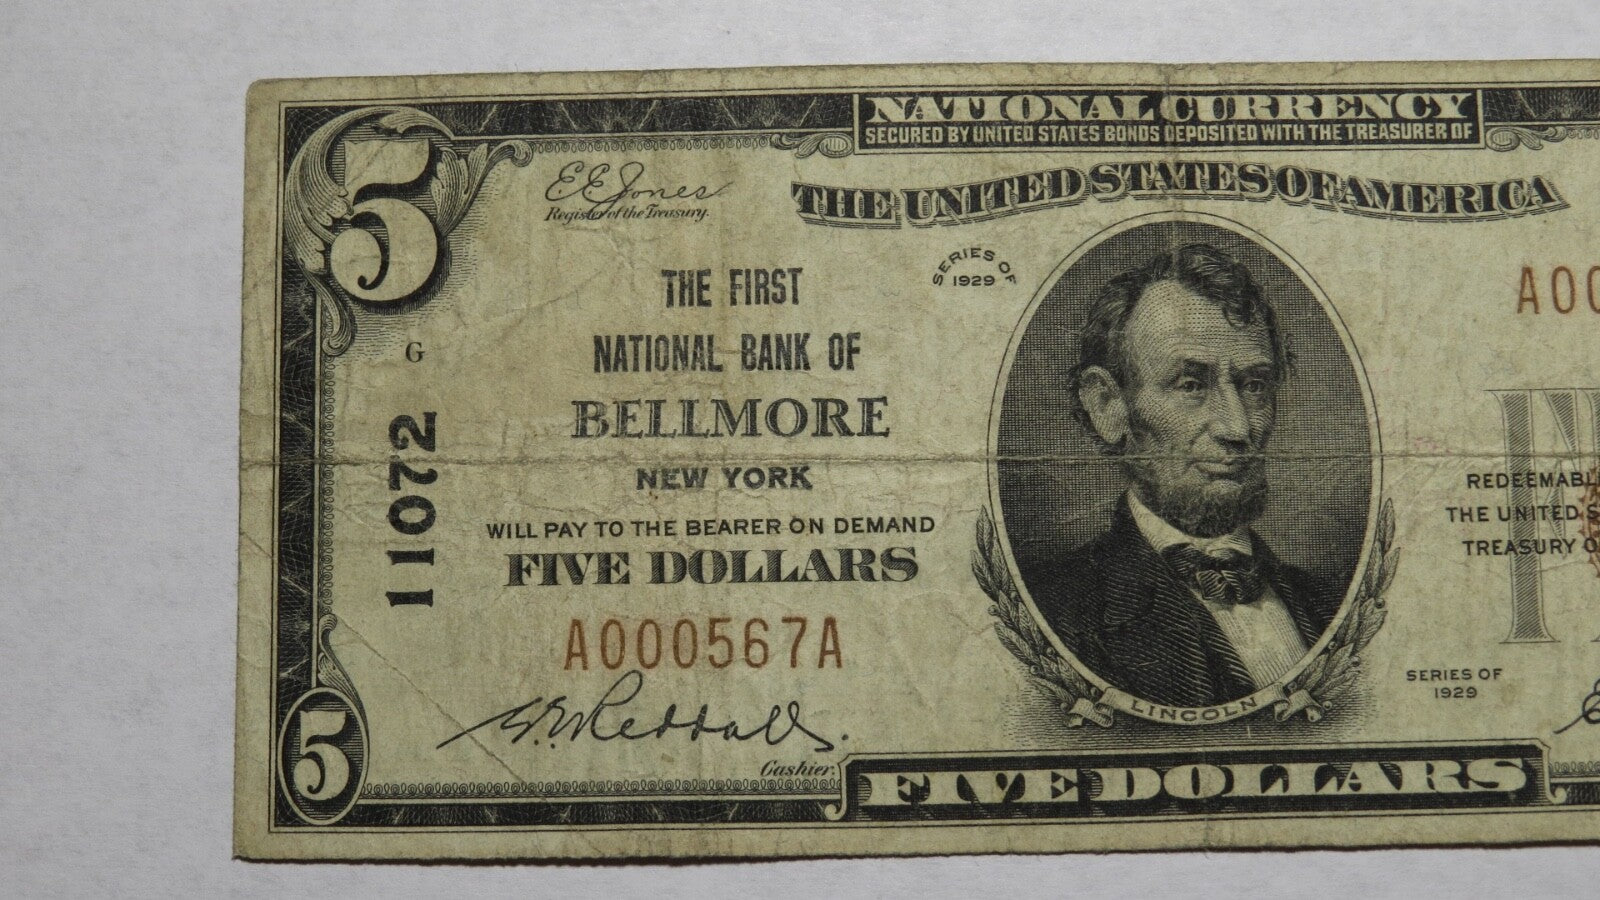 NATIONAL CURRENCY
SECURED BY UNITED STATES BONDS DEPOSITED WITH THE TREASURER OF
THE UNITED STATES OF AMERICA
5
E E Jones
Register of the Treasury.
SERIES OF
1929
THE FIRST
NATIONAL BANK OF
BELLMORE
NEW YORK
WILL PAY TO THE BEARER ON DEMAND
FIVE DOLLARS
A000567A
G
11072
A00
REDEEMABL
THE UNITED S
TREASURY O
SERIES OF
1929
LINCOLN
5
Cashier.
FIVE DOLLARS